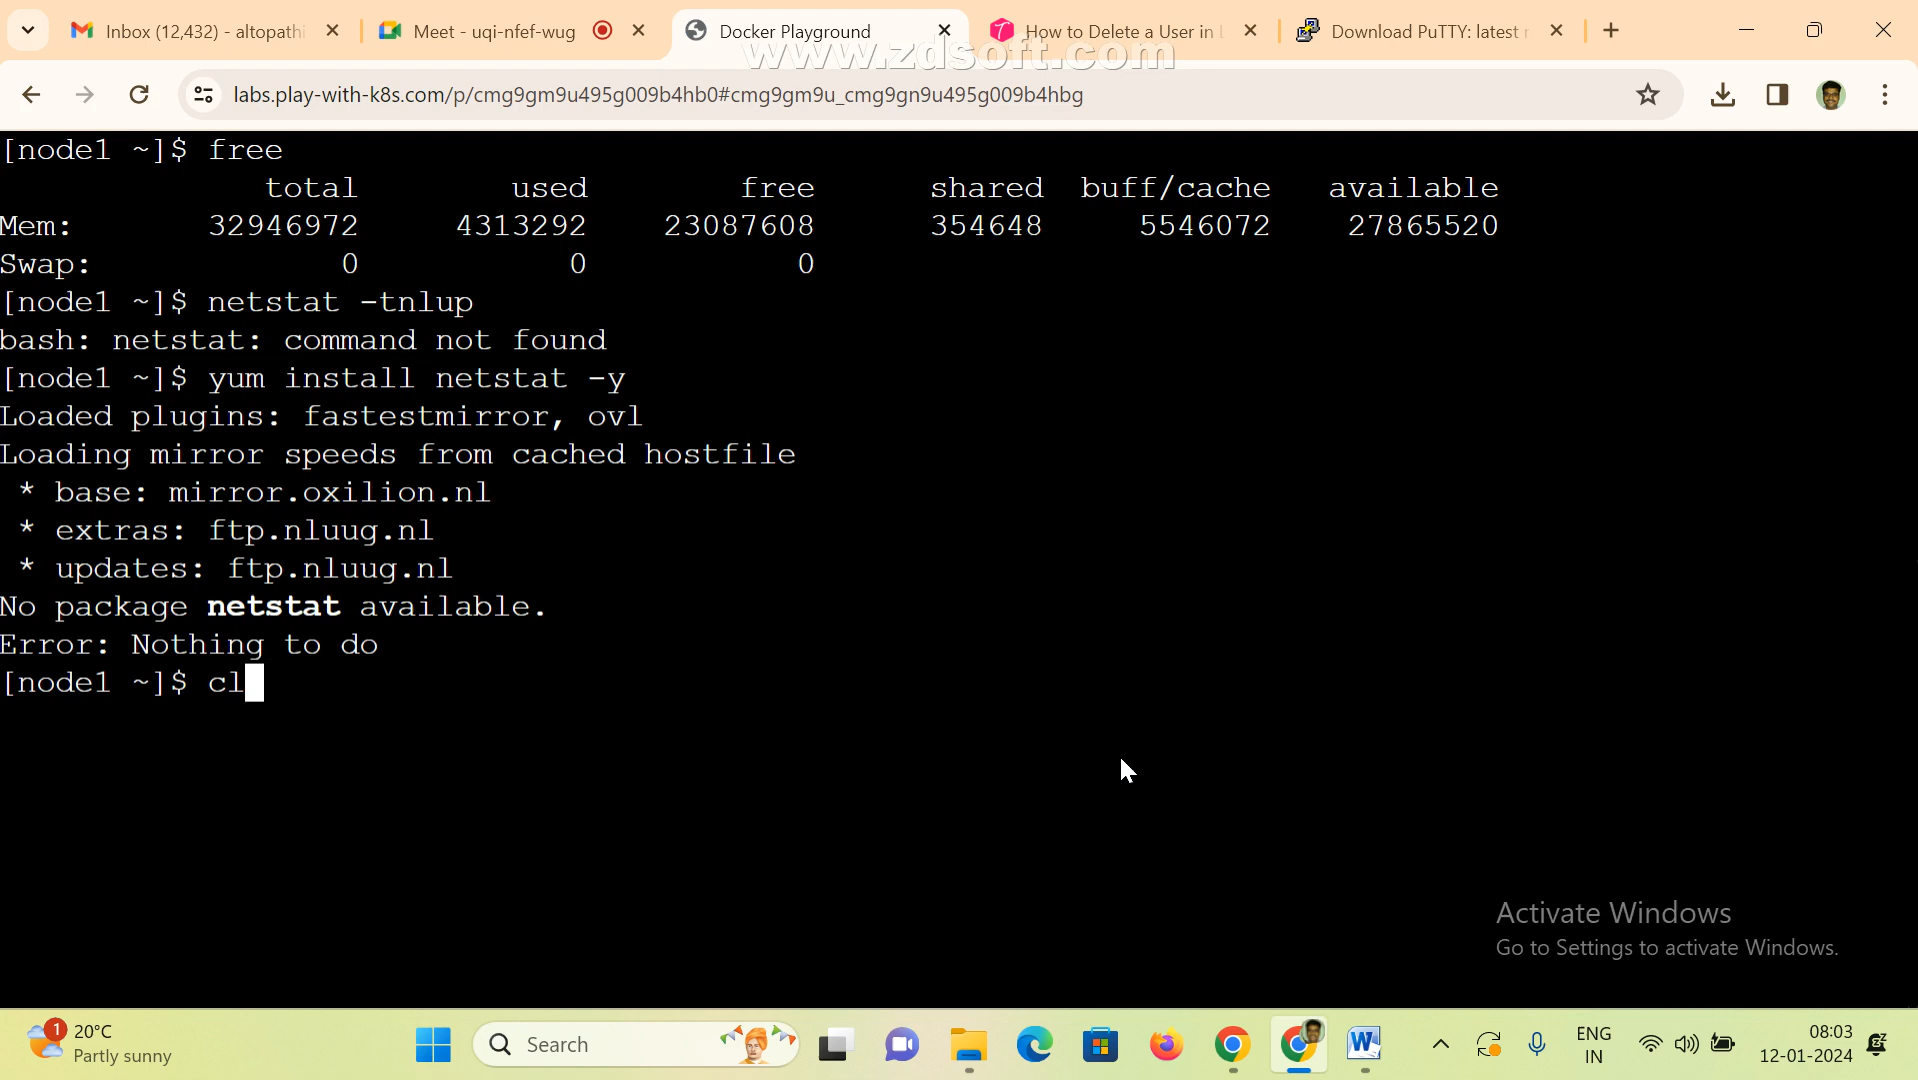 Inbox (12,432) - altopathi
Meet - uqi-nfef-wug
Docker Playground
How to Delete a User in L
Download PuTTY: latest r
www.zdsoft.com
labs.play-with-k8s.com/p/cmg9gm9u495g009b4hb0#cmg9gm9u_cmg9gn9u495g009b4hbg
[node1 ~]$ free
total used free shared buff/cache available
Mem: 32946972 4313292 23087608 354648 5546072 27865520
Swap: 0 0 0
[node1 ~]$ netstat -tnlup
bash: netstat: command not found
[node1 ~]$ yum install netstat -y
Loaded plugins: fastestmirror, ovl
Loading mirror speeds from cached hostfile
* base: mirror.oxilion.nl
* extras: ftp.nluug.nl
* updates: ftp.nluug.nl
No package netstat available.
Error: Nothing to do
[node1 ~]$ cl
Activate Windows
Go to Settings to activate Windows.
1
20°C
Partly sunny
Search
W
ENG
IN
08:03
12-01-2024